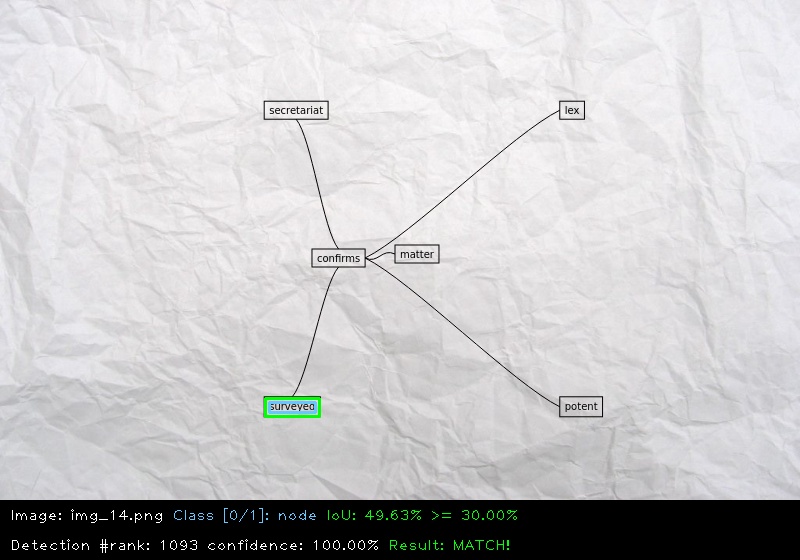 secretariat
lex
confirms
matter
surveyed
potent
Image: img_14.png Class [0/1]: node IoU: 49.63% >= 30.00%
Detection #rank: 1093 confidence: 100.00% Result: MATCH!